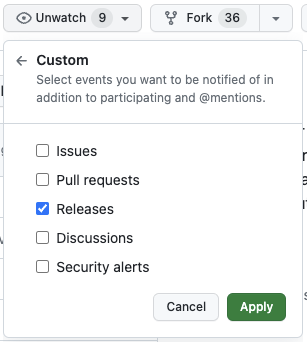 Unwatch 9
Fork 36
Custom
Select events you want to be notified of in
addition to participating and @mentions.
Issues
Pull requests
Releases
Discussions
Security alerts
Cancel Apply